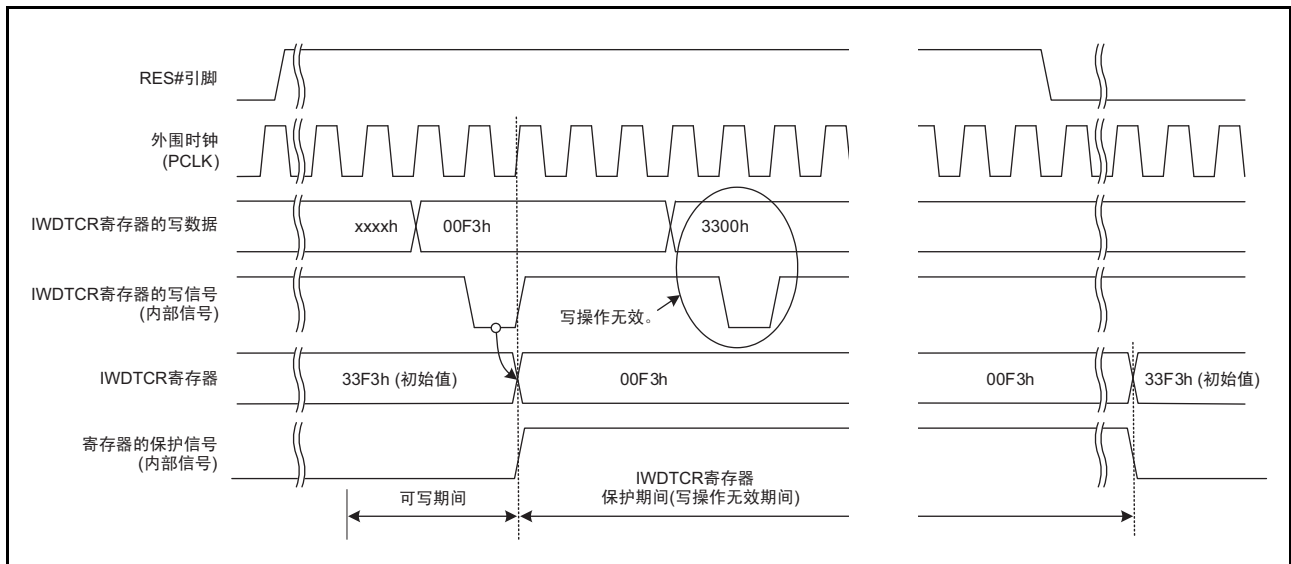 RES#引脚
外围时钟
(PCLK)
IWDTCR寄存器的写数据
xxxxh
00F3h
3300h
IWDTCR寄存器的写信号
(内部信号)
写操作无效。
IWDTCR寄存器
33F3h (初始值)
00F3h
00F3h
33F3h (初始值)
寄存器的保护信号
(内部信号)
可写期间
IWDTCR寄存器
保护期间(写操作无效期间)